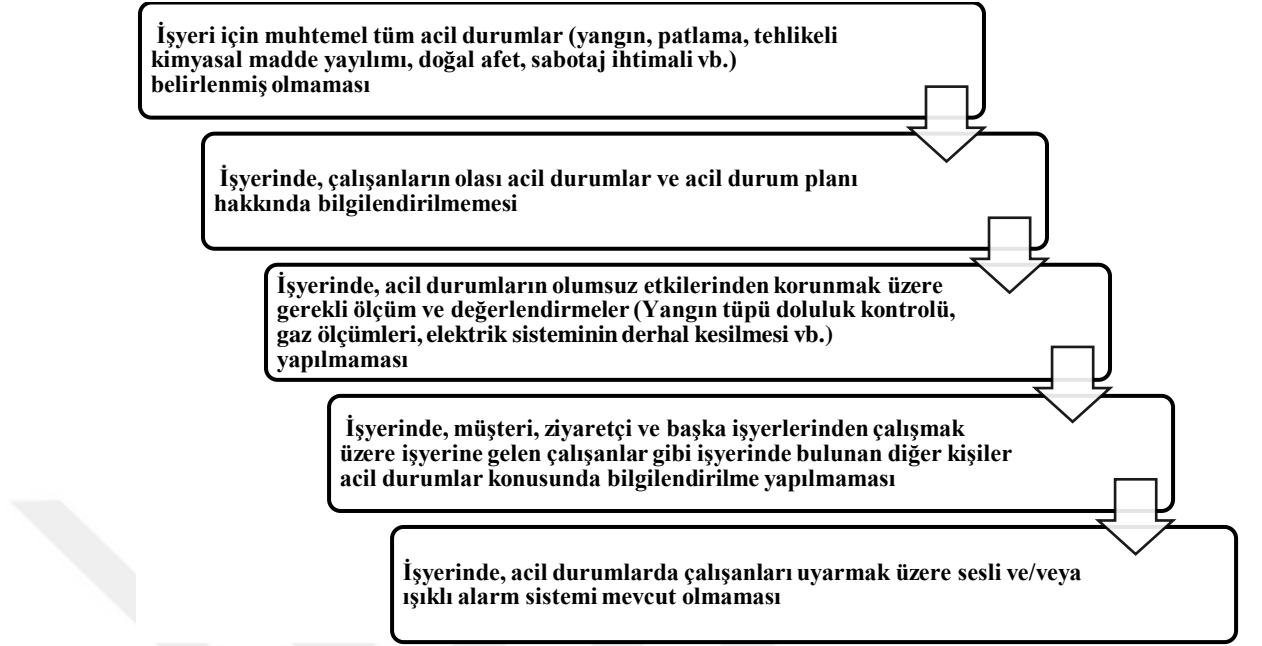 İşyeri için muhtemel tüm acil durumlar (yangın, patlama, tehlikeli
kimyasal madde yayılımı, doğal afet, sabotaj ihtimali vb.)
belirlenmiş olmaması
İşyerinde, çalışanların olası acil durumlar ve acil durum planı
hakkında bilgilendirilmemesi
İşyerinde, acil durumların olumsuz etkilerinden korunmak üzere
gerekli ölçüm ve değerlendirmeler (Yangın tüpü doluluk kontrolü,
gaz ölçümleri, elektrik sisteminin derhal kesilmesi vb.)
yapılmaması
İşyerinde, müşteri, ziyaretçi ve başka işyerlerinden çalışmak
üzere işyerine gelen çalışanlar gibi işyerinde bulunan diğer kişiler
acil durumlar konusunda bilgilendirilme yapılmaması
İşyerinde, acil durumlarda çalışanları uyarmak üzere sesli ve/veya
ışıklı alarm sistemi mevcut olmaması